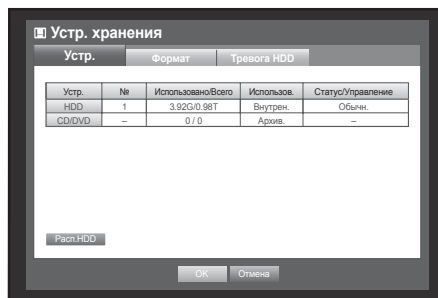 Устр. хранения
Устр. Формат Тревога HDD
Устр. № Использовано/Всего Использов. Статус/Управление
HDD 1 3.92G/0.98T Внутрен. Обычн.
CD/DVD – 0 / 0 Архив. –
Расп.HDD
OK Отмена